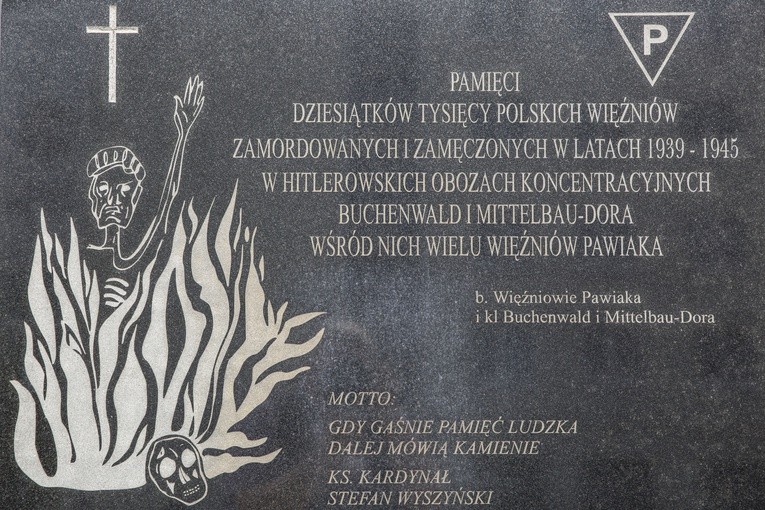 P
PAMIĘCI
DZIESIĄTKÓW TYSIĘCY POLSKICH WIĘŹNIÓW
ZAMORDOWANYCH I ZAMĘCZONYCH W LATACH 1939 - 1945
W HITLEROWSKICH OBOZACH KONCENTRACYJNYCH
BUCHENWALD I MITTELBAU-DORA
WŚRÓD NICH WIELU WIĘŹNIÓW PAWIAKA
b. Więźniowie Pawiaka
i kl Buchenwald i Mittelbau-Dora
MOTTO:
GDY GAŚNIE PAMIĘĆ LUDZKA
DALEJ MÓWIĄ KAMIENIE
KS. KARDYNAŁ
STEFAN WYSZYŃSKI